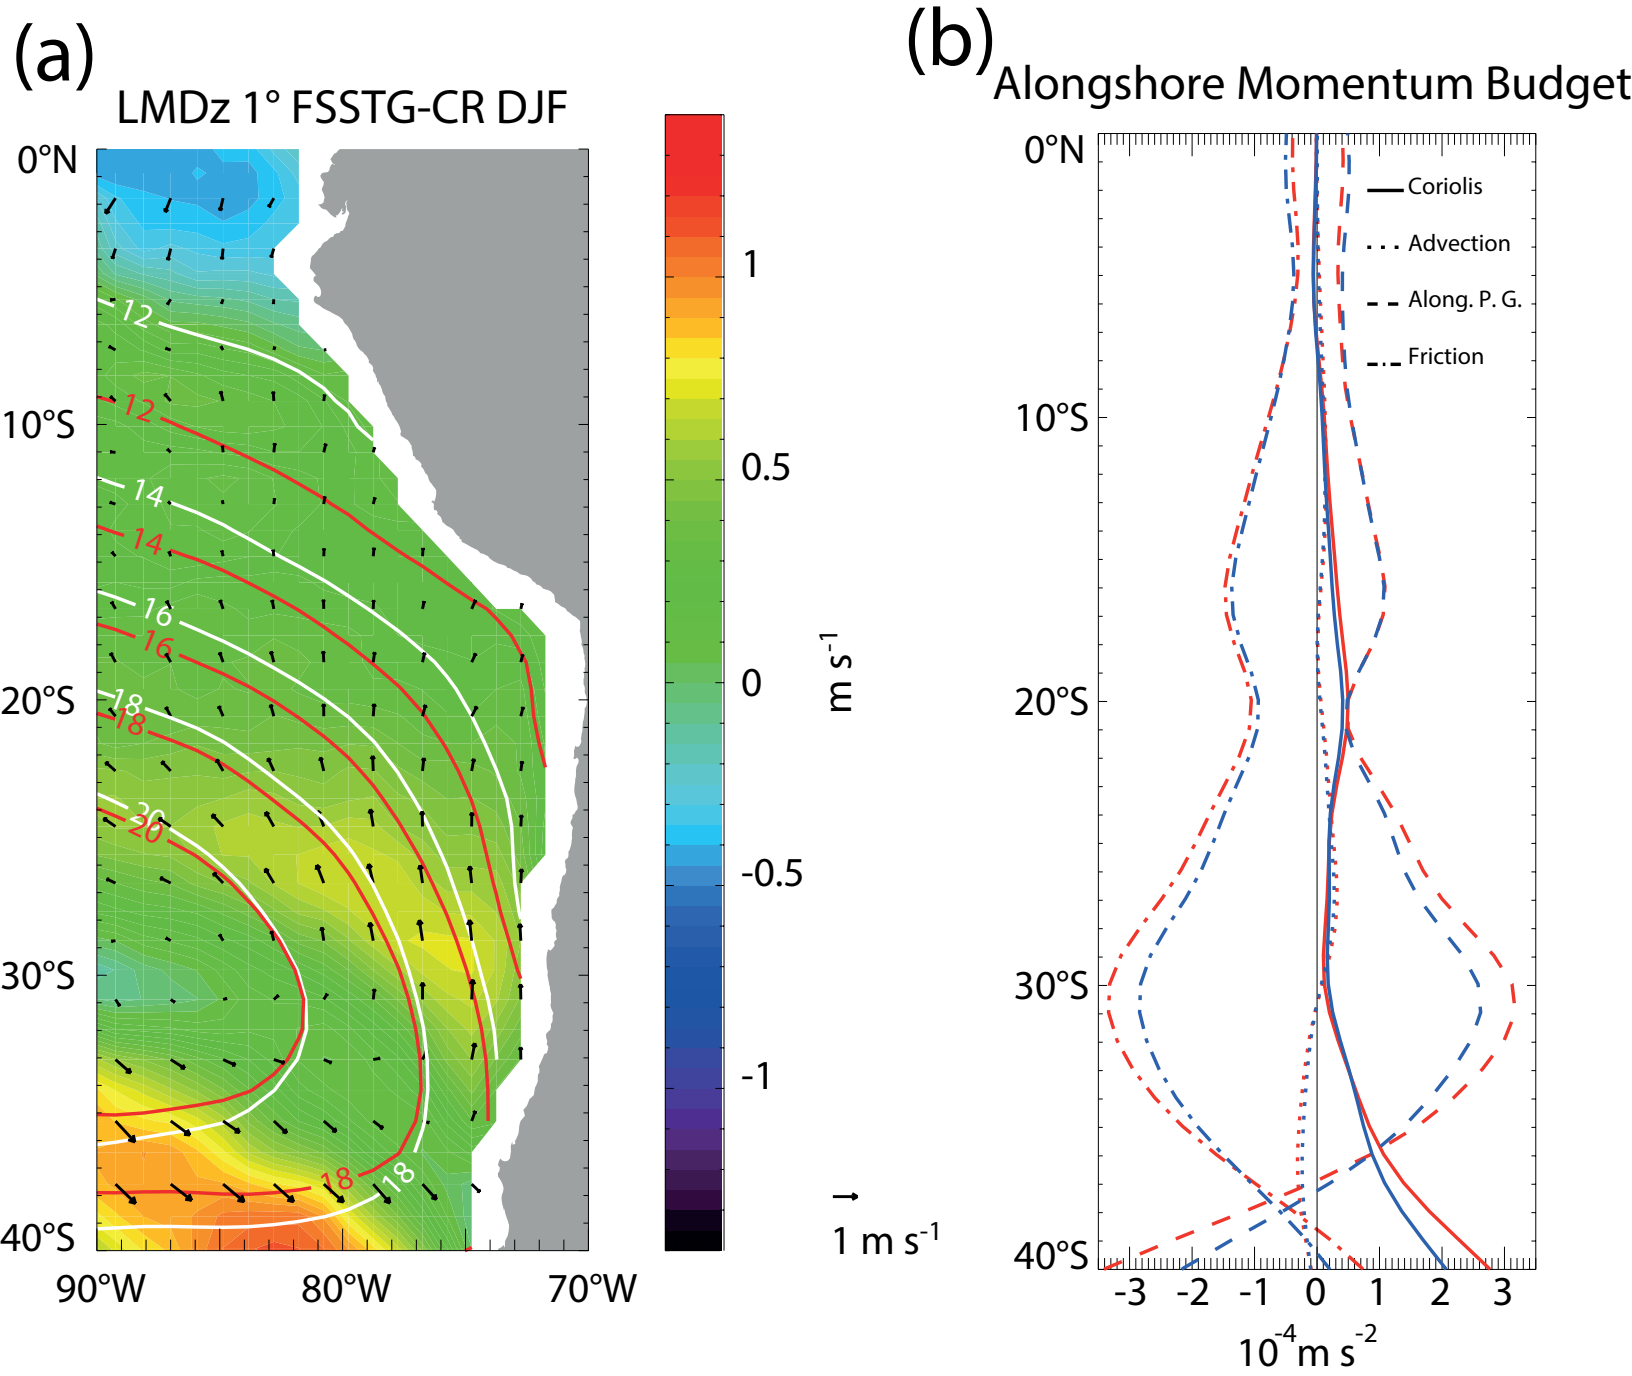 (a)
LMDz 1° FSSTG-CR DJF
0°N
10°S
20°S
30°S
40°S
90°W
80°W
70°W
12
12
14
14
16
16
18
18
20
20
18
18
1
0.5
0
-0.5
-1
m s-1
1 m s-1
(b)
Alongshore Momentum Budget
0°N
10°S
20°S
30°S
40°S
Coriolis
Advection
Along. P. G.
Friction
-3 -2 -1 0 1 2 3
10-4m s-2